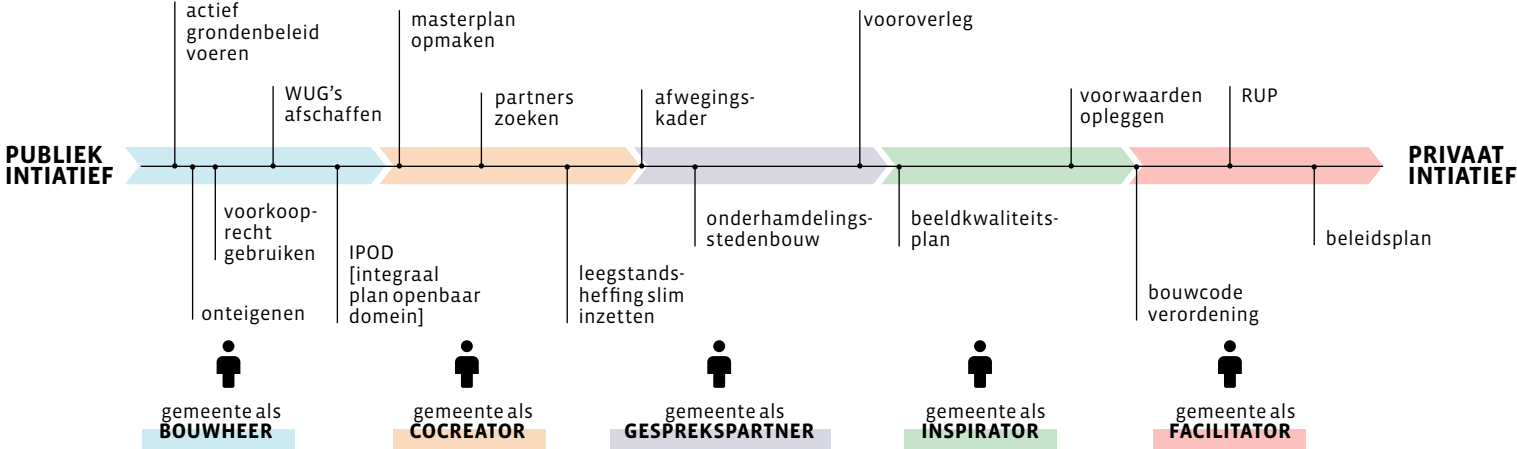 actief
grondenbeleid
voeren
masterplan
opmaken
vooroverleg
WUG's
afschaffen
partners
zoeken
afwegings-
kader
voorwaarden
opleggen
RUP
PUBLIEK
INTIATIEF
PRIVAAT
INTIATIEF
voorkoop-
recht
gebruiken
onteigenen
IPOD
[integraal
plan openbaar
domein]
leegstands-
heffing slim
inzetten
onderhamdelings-
stedenbouw
beeldkwaliteits-
plan
bouwcode
verordening
beleidsplan
gemeente als
BOUWHEER
gemeente als
COCREATOR
gemeente als
GESPREKSPARTNER
gemeente als
INSPIRATOR
gemeente als
FACILITATOR